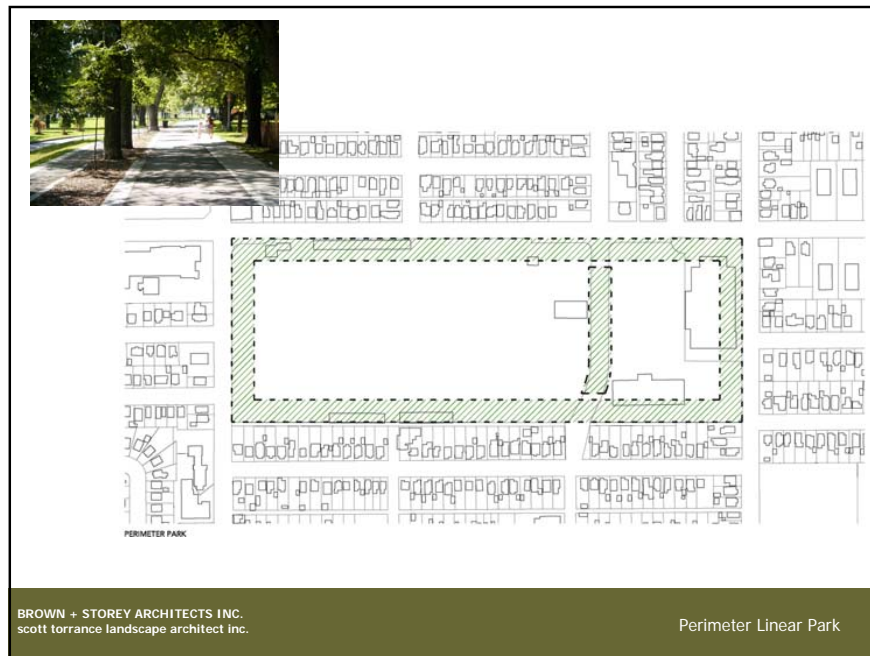 PERIMETER PARK
BROWN + STOREY ARCHITECTS INC.
scott torrance landscape architect inc.
Perimeter Linear Park